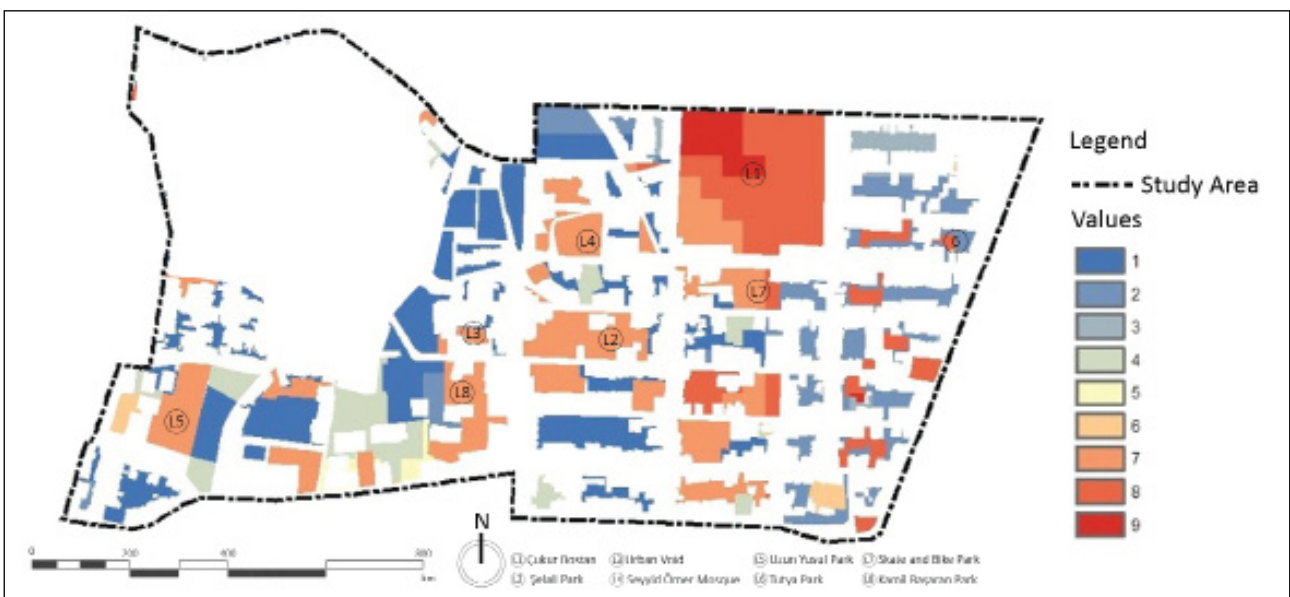 Legend
Study Area
Values
1
2
3
4
5
6
7
8
9
L1
L4
6
L7
L3
L2
L8
L5
N
0 200 400 800
km
L1 Çukur Bostan L3 Urban Void L5 Uzun Yusuf Park L7 Skate and Bike Park
L2 Şelali Park L4 Seyyid Ömer Mosque L6 Tutya Park L8 Kamil Başaran Park